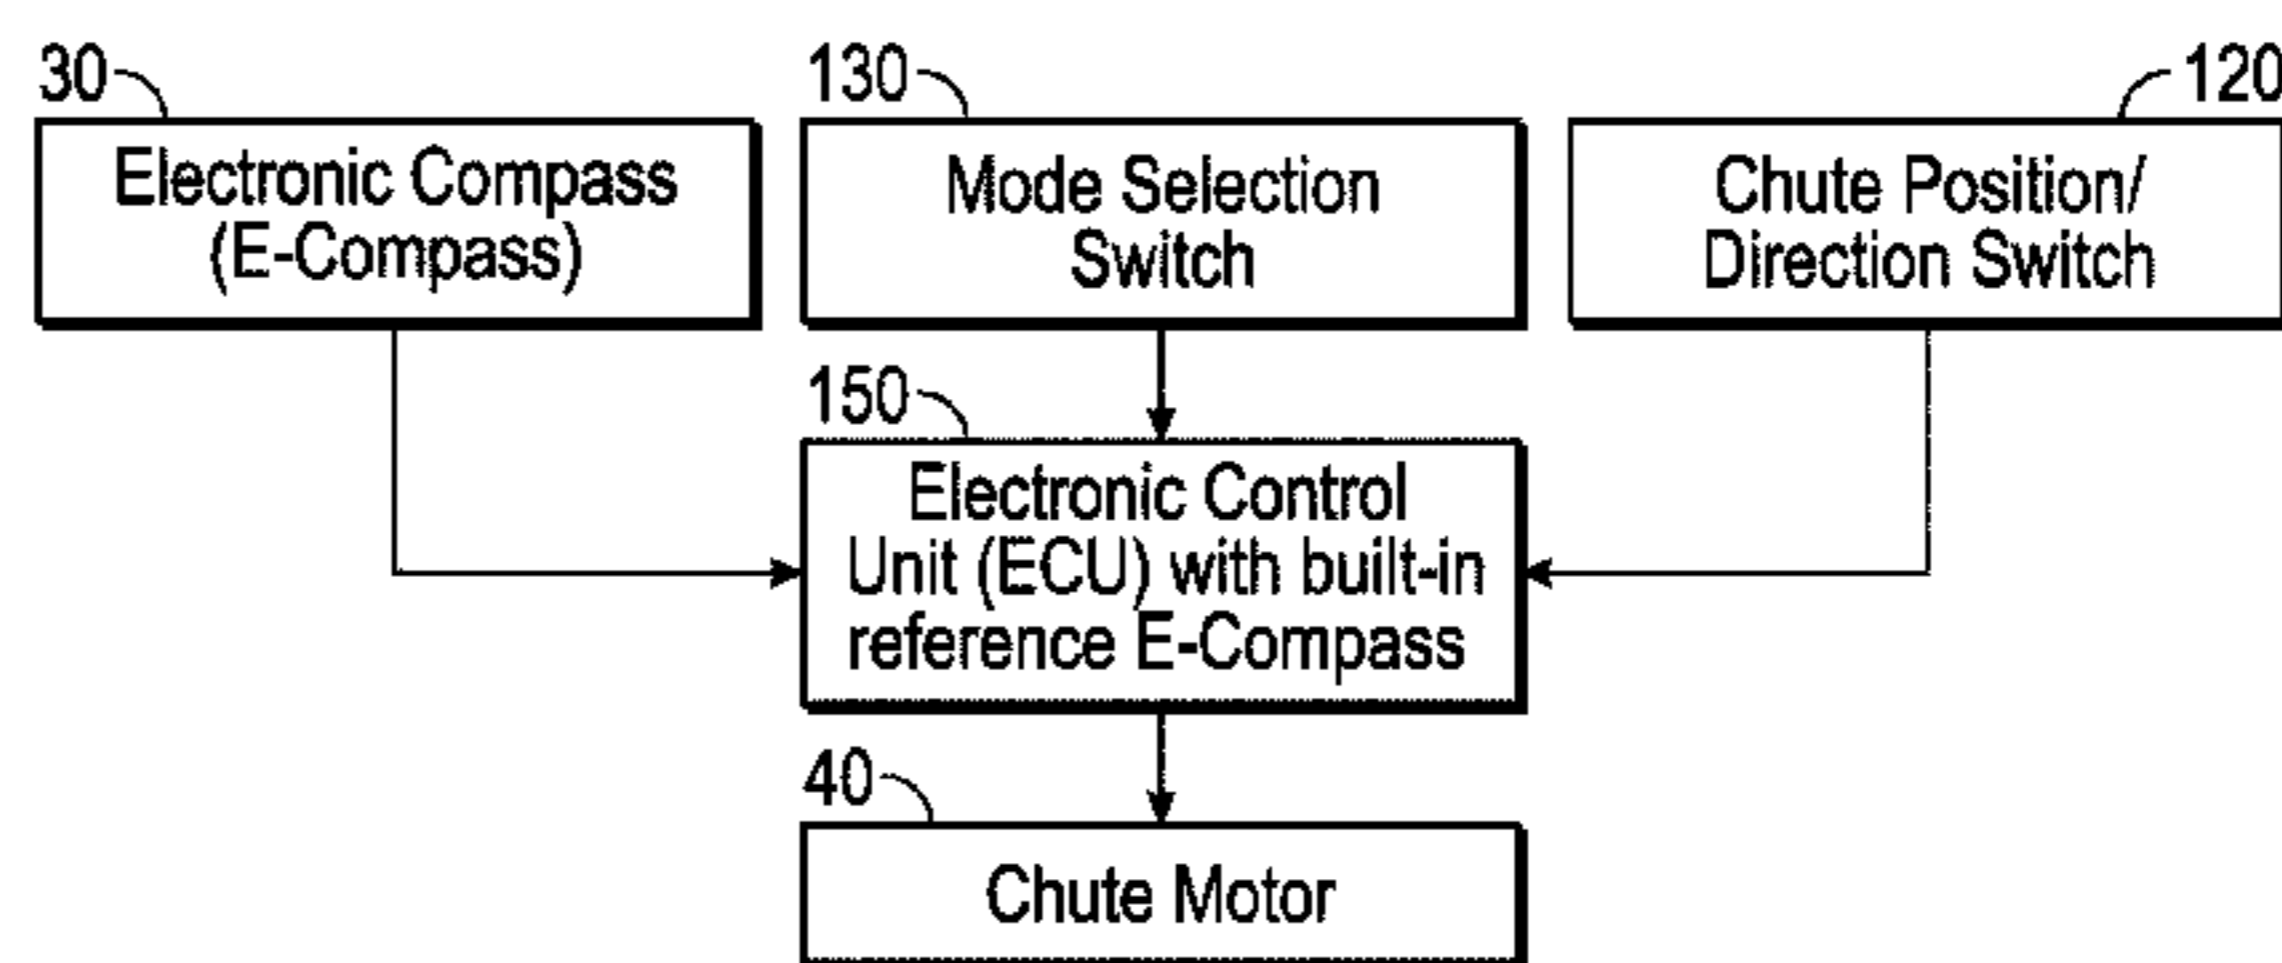 30
130
120
Electronic Compass
(E-Compass)
Mode Selection
Switch
Chute Position/
Direction Switch
150
Electronic Control
Unit (ECU) with built-in
reference E-Compass
40
Chute Motor